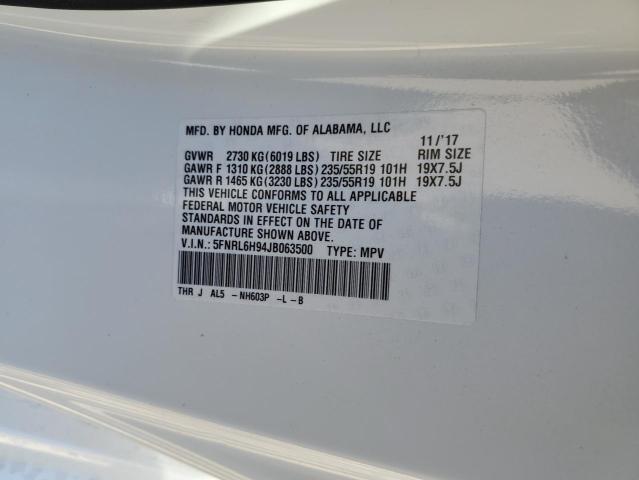 MFD. BY HONDA MFG. OF ALABAMA, LLC
11/'17
GVWR 2730 KG(6019 LBS) TIRE SIZE RIM SIZE
GAWR F 1310 KG(2888 LBS)235/55R19 101H 19X7.5J
GAWR R 1465 KG(3230 LBS)235/55R19 101H 19X7.5J
THIS VEHICLE CONFORMS TO ALL APPLICABLE
FEDERAL MOTOR VEHICLE SAFETY
STANDARDS IN EFFECT ON THE DATE OF
MANUFACTURE SHOWN ABOVE.
V.I.N.: 5FNRL6H94JB063500 TYPE: MPV
THR J AL5 -NH603P -L -B